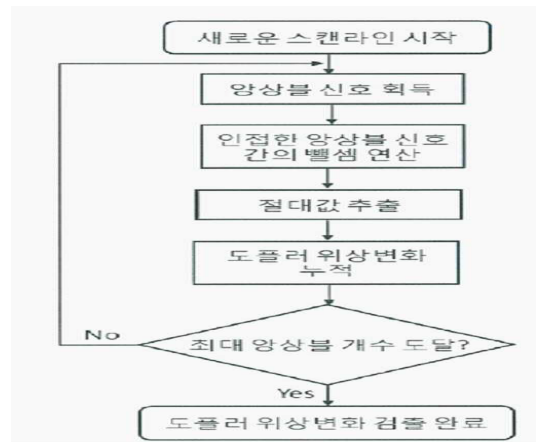 새로운 스캔라인 시작
앙상블 신호 획득
인접한 앙상블 신호
간의 뺄셈 연산
절대값 추출
도플러 위상변화
누적
No
최대 앙상블 개수 도달?
Yes
도플러 위상변화 검출 완료